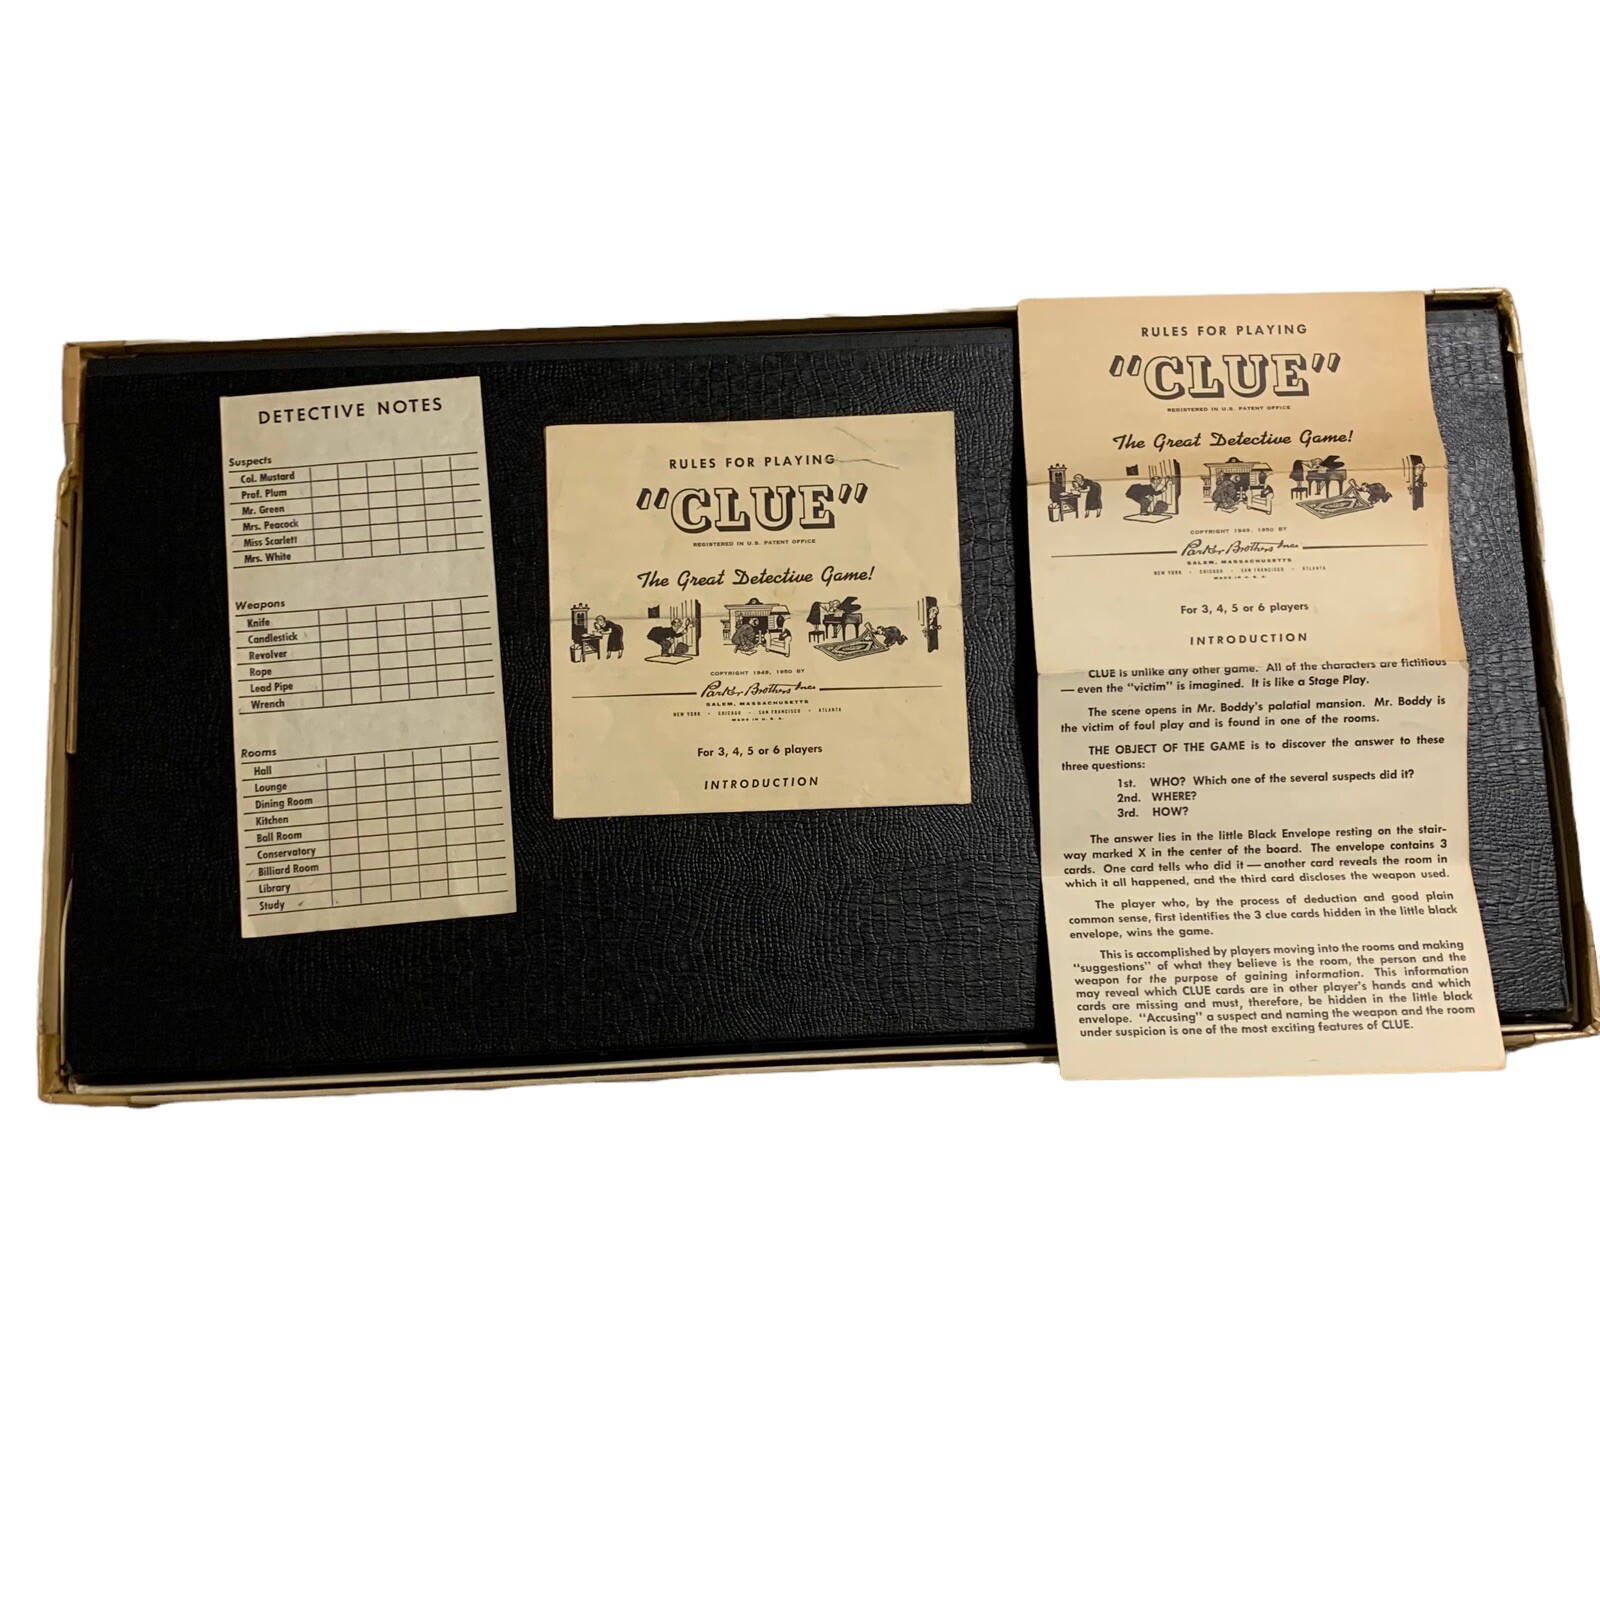 DETECTIVE NOTES
Suspects
Col. Mustard
Prof. Plum
Mr. Green
Mrs. Peacock
Miss Scarlett
Mrs. White
Weapons
Knife
Candlestick
Revolver
Rope
Lead Pipe
Wrench
Rooms
Hall
Lounge
Dining Room
Kitchen
Ball Room
Conservatory
Billiard Room
Library
Study
RULES FOR PLAYING
"CLUE"
REGISTERED IN U.S. PATENT OFFICE
The Great Detective Game!
COPYRIGHT 1949, 1950 BY
Parker Brothers Inc.
SALEM, MASSACHUSETTS
NEW YORK • CHICAGO • SAN FRANCISCO • ATLANTA
MADE IN U. S. A.
For 3, 4, 5 or 6 players
INTRODUCTION
RULES FOR PLAYING
"CLUE"
REGISTERED IN U.S. PATENT OFFICE
The Great Detective Game!
COPYRIGHT 1949, 1950 BY
Parker Brothers Inc.
SALEM, MASSACHUSETTS
NEW YORK • CHICAGO • SAN FRANCISCO • ATLANTA
MADE IN U. S. A.
For 3, 4, 5 or 6 players
INTRODUCTION
CLUE is unlike any other game. All of the characters are fictitious
— even the "victim" is imagined. It is like a Stage Play.
The scene opens in Mr. Boddy's palatial mansion. Mr. Boddy is
the victim of foul play and is found in one of the rooms.
THE OBJECT OF THE GAME is to discover the answer to these
three questions:
1st. WHO? Which one of the several suspects did it?
2nd. WHERE?
3rd. HOW?
The answer lies in the little Black Envelope resting on the stair-
way marked X in the center of the board. The envelope contains 3
cards. One card tells who did it — another card reveals the room in
which it all happened, and the third card discloses the weapon used.
The player who, by the process of deduction and good plain
common sense, first identifies the 3 clue cards hidden in the little black
envelope, wins the game.
This is accomplished by players moving into the rooms and making
"suggestions" of what they believe is the room, the person and the
weapon for the purpose of gaining information. This information
may reveal which CLUE cards are in other player's hands and which
cards are missing and must, therefore, be hidden in the little black
envelope. "Accusing" a suspect and naming the weapon and the room
under suspicion is one of the most exciting features of CLUE.